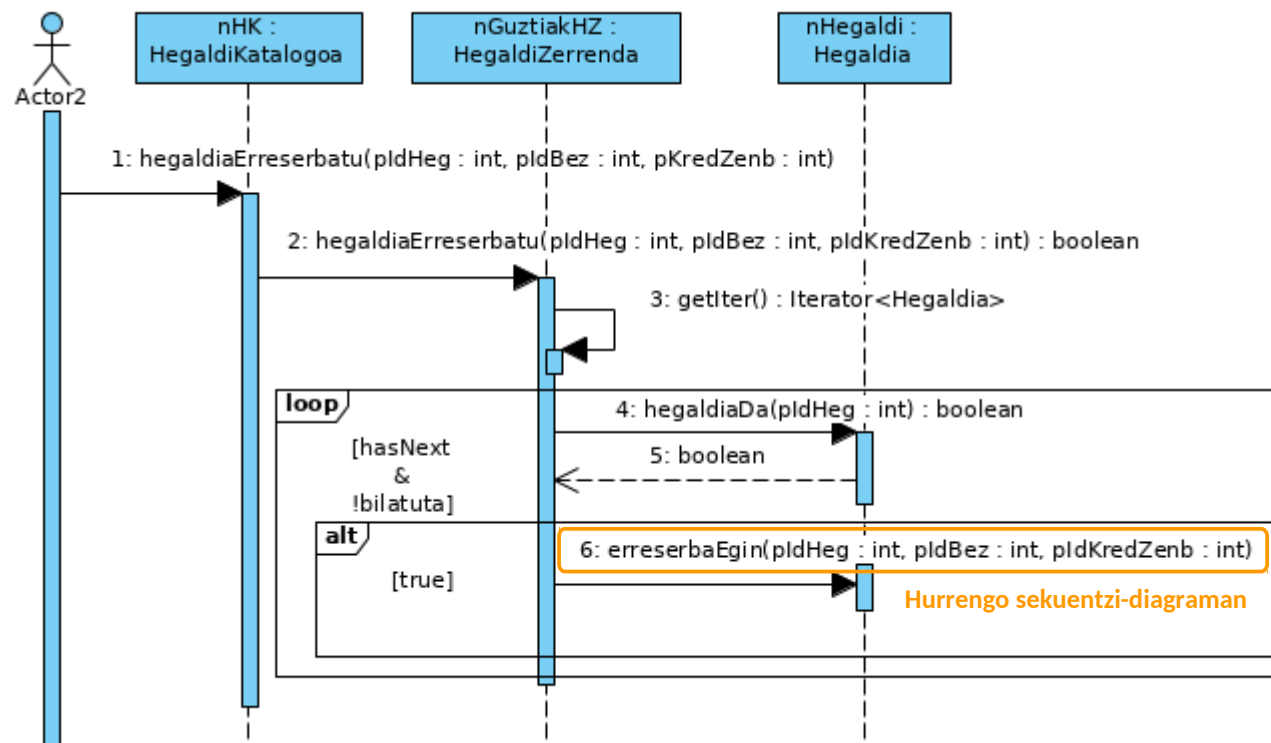 nHK :
HegaldiKatalogoa
nGuztiakHZ :
HegaldiZerrenda
nHegaldi :
Hegaldia
Actor2
1: hegaldiaErreserbatu(pIdHeg : int, pIdBez : int, pKredZenb : int)
2: hegaldiaErreserbatu(pIdHeg : int, pIdBez : int, pIdKredZenb : int) : boolean
3: getIter() : Iterator<Hegaldia>
loop
4: hegaldiaDa(pIdHeg : int) : boolean
[hasNext
&
!bilatuta]
5: boolean
alt
6: erreserbaEgin(pIdHeg : int, pIdBez : int, pIdKredZenb : int)
[true]
Hurrengo sekuentzi-diagraman